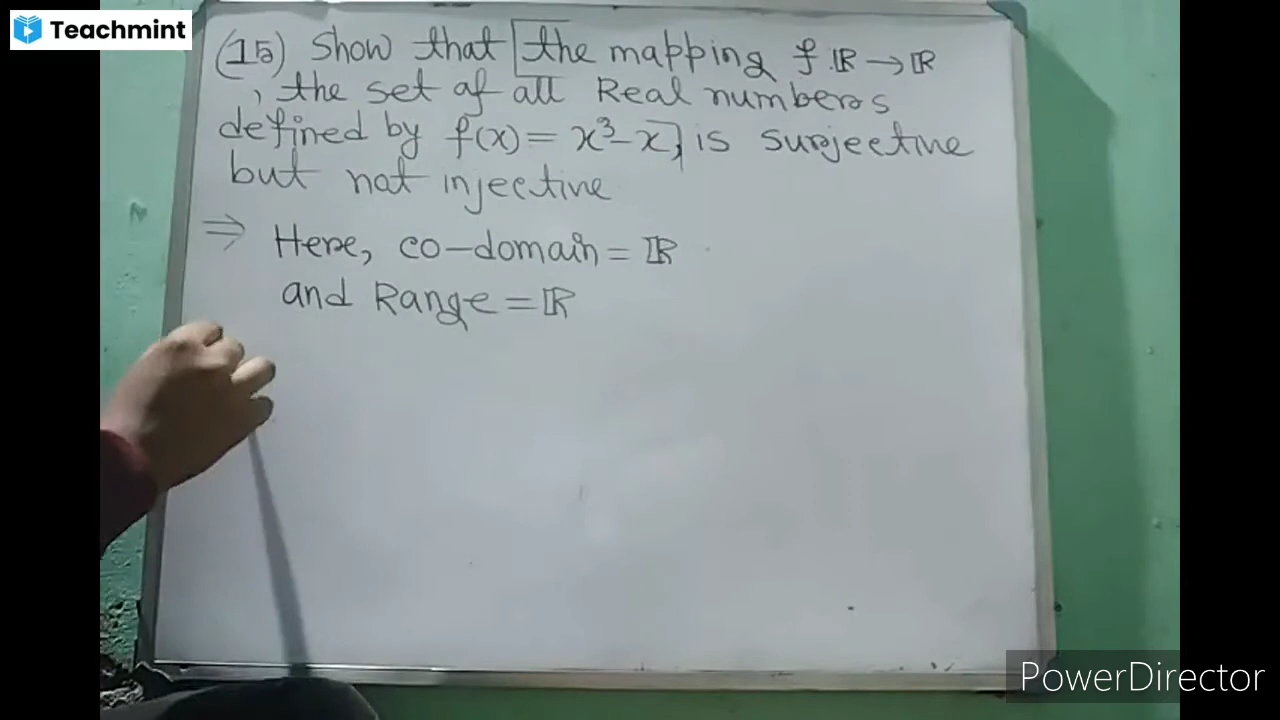 Teachmint
(15) Show that [the mapping f: ℝ → ℝ
, the set of all Real numbers
defined by f(x) = x³-x], is surjective
but not injective
⇒ Here, co-domain = ℝ
and Range = ℝ
PowerDirector